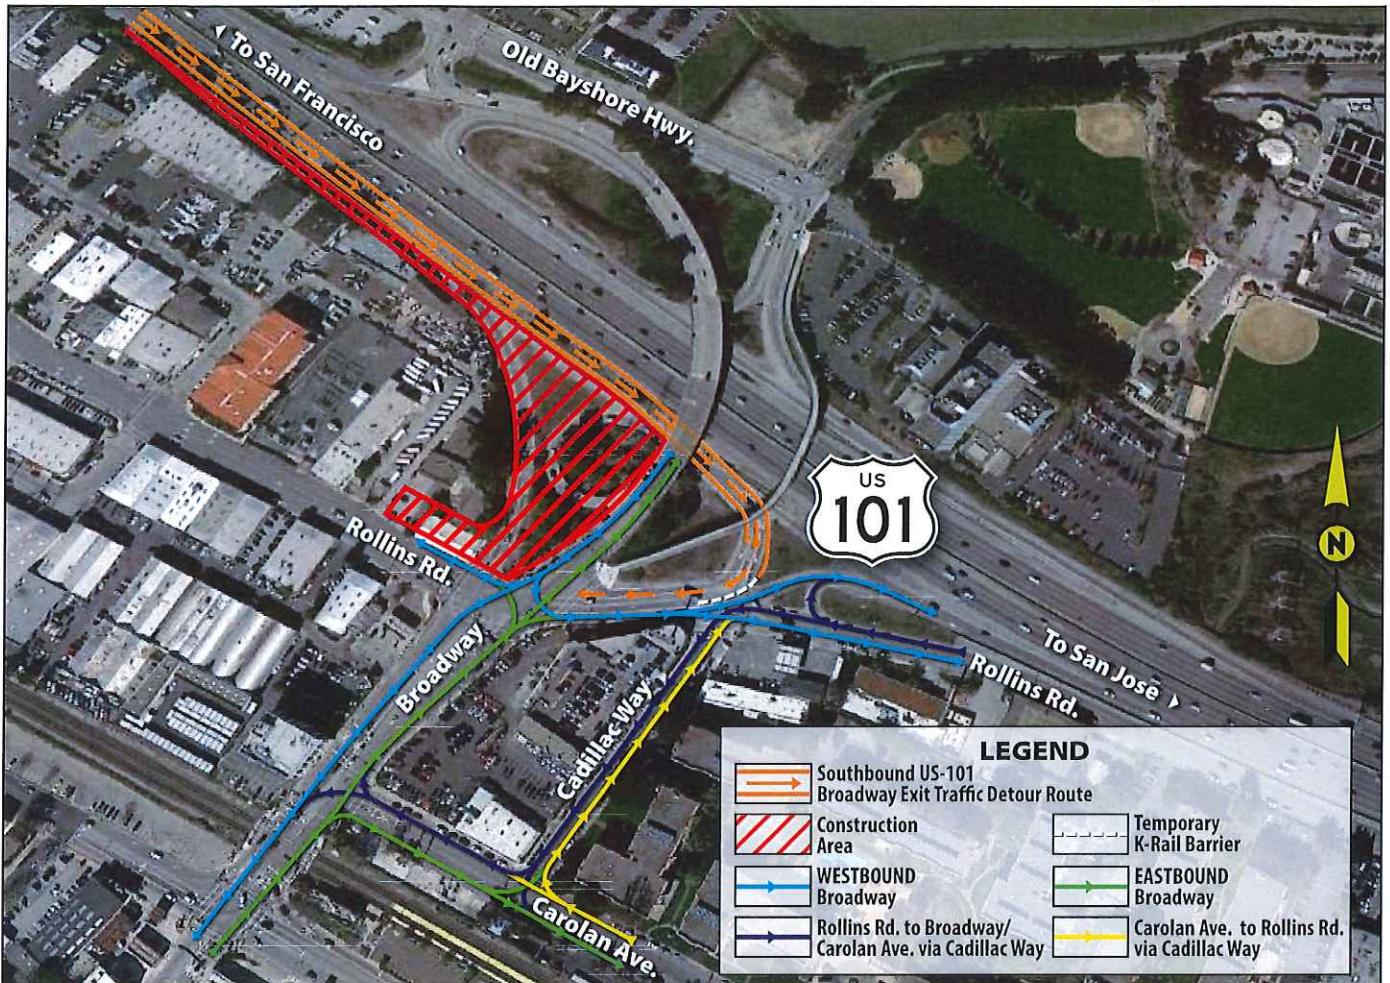 ◄ To San Francisco
Old Bayshore Hwy.
US
101
N
Rollins Rd.
Broadway
Cadillac Way
Rollins Rd.
To San Jose ►
Carolan Ave.
LEGEND
Southbound US-101
Broadway Exit Traffic Detour Route
Construction
Area
Temporary
K-Rail Barrier
WESTBOUND
Broadway
EASTBOUND
Broadway
Rollins Rd. to Broadway/
Carolan Ave. via Cadillac Way
Carolan Ave. to Rollins Rd.
via Cadillac Way